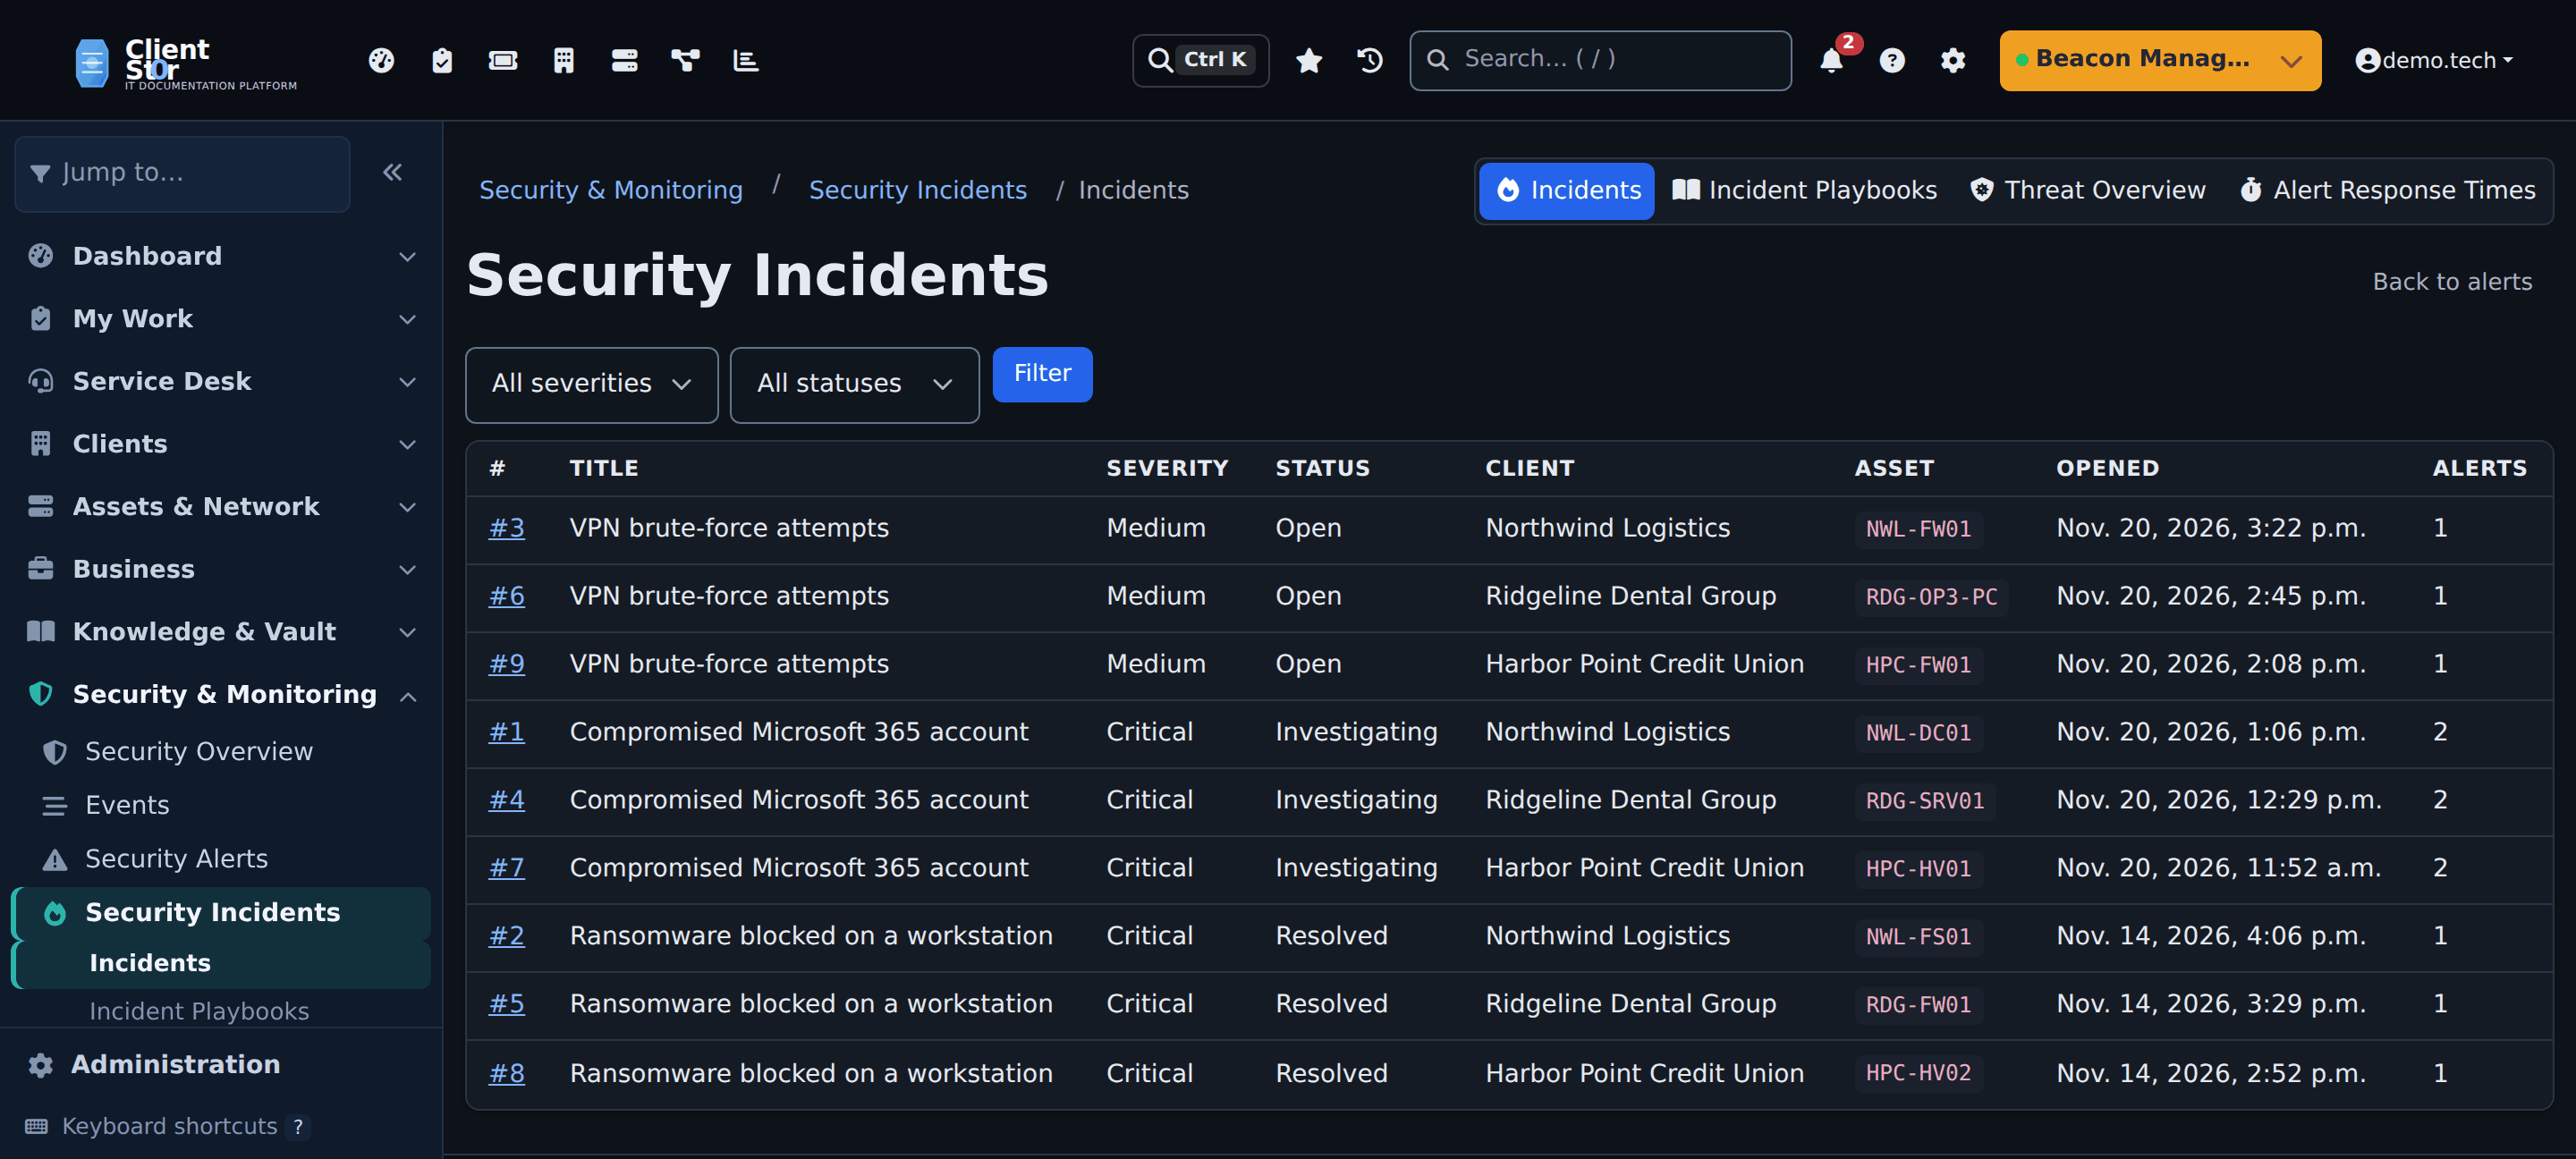 Client
St0r
IT DOCUMENTATION PLATFORM
Ctrl K
Search... ( / )
2
Beacon Manag...
demo.tech
Jump to...
Dashboard
My Work
Service Desk
Clients
Assets & Network
Business
Knowledge & Vault
Security & Monitoring
Security Overview
Events
Security Alerts
Security Incidents
Incidents
Incident Playbooks
Administration
Keyboard shortcuts ?
Security & Monitoring / Security Incidents / Incidents
Incidents Incident Playbooks Threat Overview Alert Response Times
Security Incidents
Back to alerts
All severities All statuses Filter
# TITLE SEVERITY STATUS CLIENT ASSET OPENED ALERTS
#3 VPN brute-force attempts Medium Open Northwind Logistics NWL-FW01 Nov. 20, 2026, 3:22 p.m. 1
#6 VPN brute-force attempts Medium Open Ridgeline Dental Group RDG-OP3-PC Nov. 20, 2026, 2:45 p.m. 1
#9 VPN brute-force attempts Medium Open Harbor Point Credit Union HPC-FW01 Nov. 20, 2026, 2:08 p.m. 1
#1 Compromised Microsoft 365 account Critical Investigating Northwind Logistics NWL-DC01 Nov. 20, 2026, 1:06 p.m. 2
#4 Compromised Microsoft 365 account Critical Investigating Ridgeline Dental Group RDG-SRV01 Nov. 20, 2026, 12:29 p.m. 2
#7 Compromised Microsoft 365 account Critical Investigating Harbor Point Credit Union HPC-HV01 Nov. 20, 2026, 11:52 a.m. 2
#2 Ransomware blocked on a workstation Critical Resolved Northwind Logistics NWL-FS01 Nov. 14, 2026, 4:06 p.m. 1
#5 Ransomware blocked on a workstation Critical Resolved Ridgeline Dental Group RDG-FW01 Nov. 14, 2026, 3:29 p.m. 1
#8 Ransomware blocked on a workstation Critical Resolved Harbor Point Credit Union HPC-HV02 Nov. 14, 2026, 2:52 p.m. 1